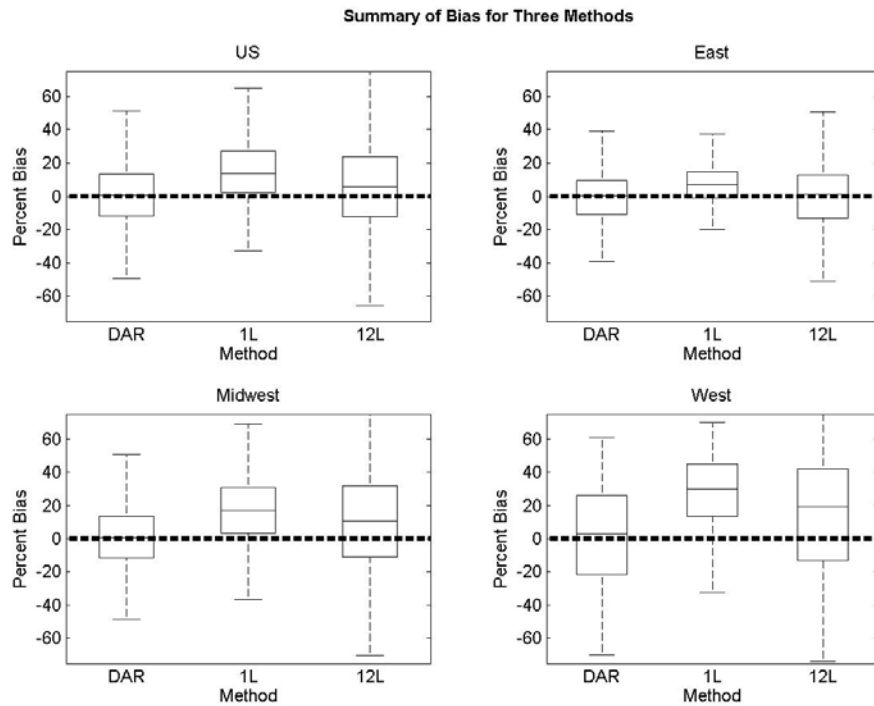 Summary of Bias for Three Methods
US
60
40
20
0
-20
-40
-60
Percent Bias
DAR 1L 12L
Method
East
60
40
20
0
-20
-40
-60
Percent Bias
DAR 1L 12L
Method
Midwest
60
40
20
0
-20
-40
-60
Percent Bias
DAR 1L 12L
Method
West
60
40
20
0
-20
-40
-60
Percent Bias
DAR 1L 12L
Method